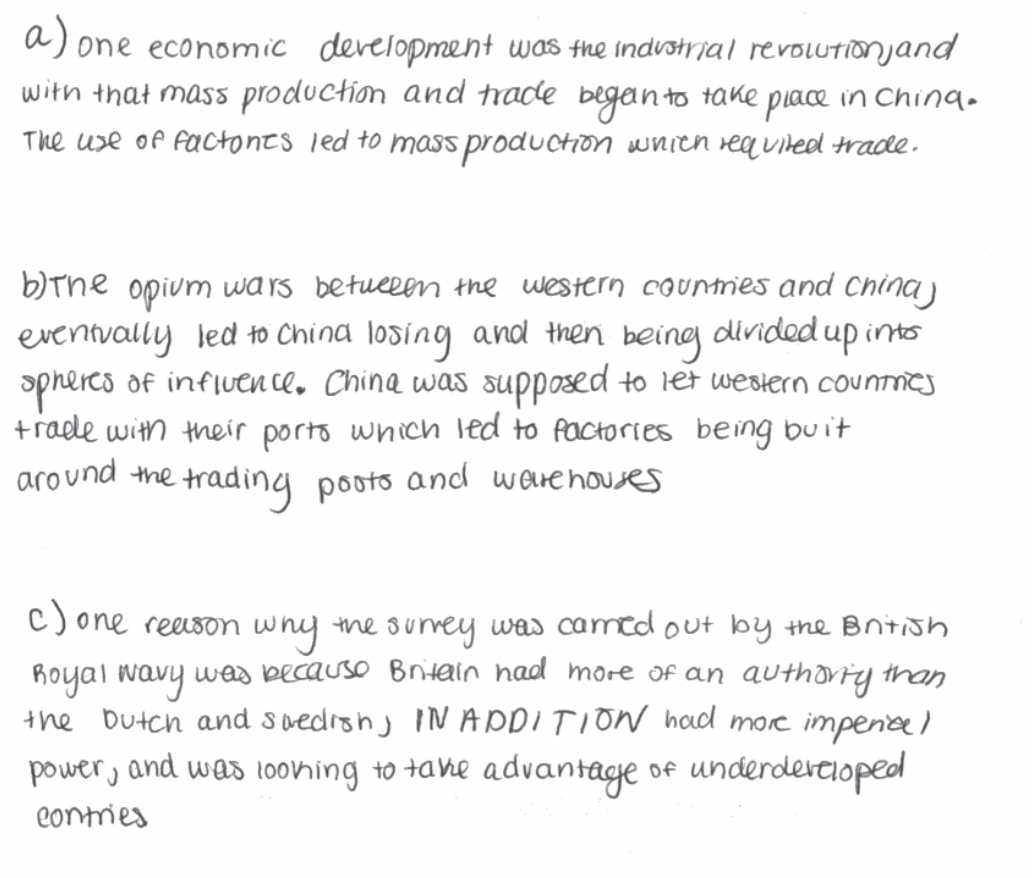 a) one economic development was the industrial revolution, and
with that mass production and trade began to take place in China.
The use of factories led to mass production which required trade.
b) The opium wars betweeen the western countries and China,
eventually led to China losing and then being divided up into
spheres of influence. China was supposed to let western countries
trade with their ports which led to factories being buit
around the trading poots and warehouses
c) one reason why the survey was carried out by the British
Royal Navy was because Britain had more of an authority than
the Dutch and Swedish, IN ADDITION had more imperial
power, and was looking to take advantage of underdeveloped
contries